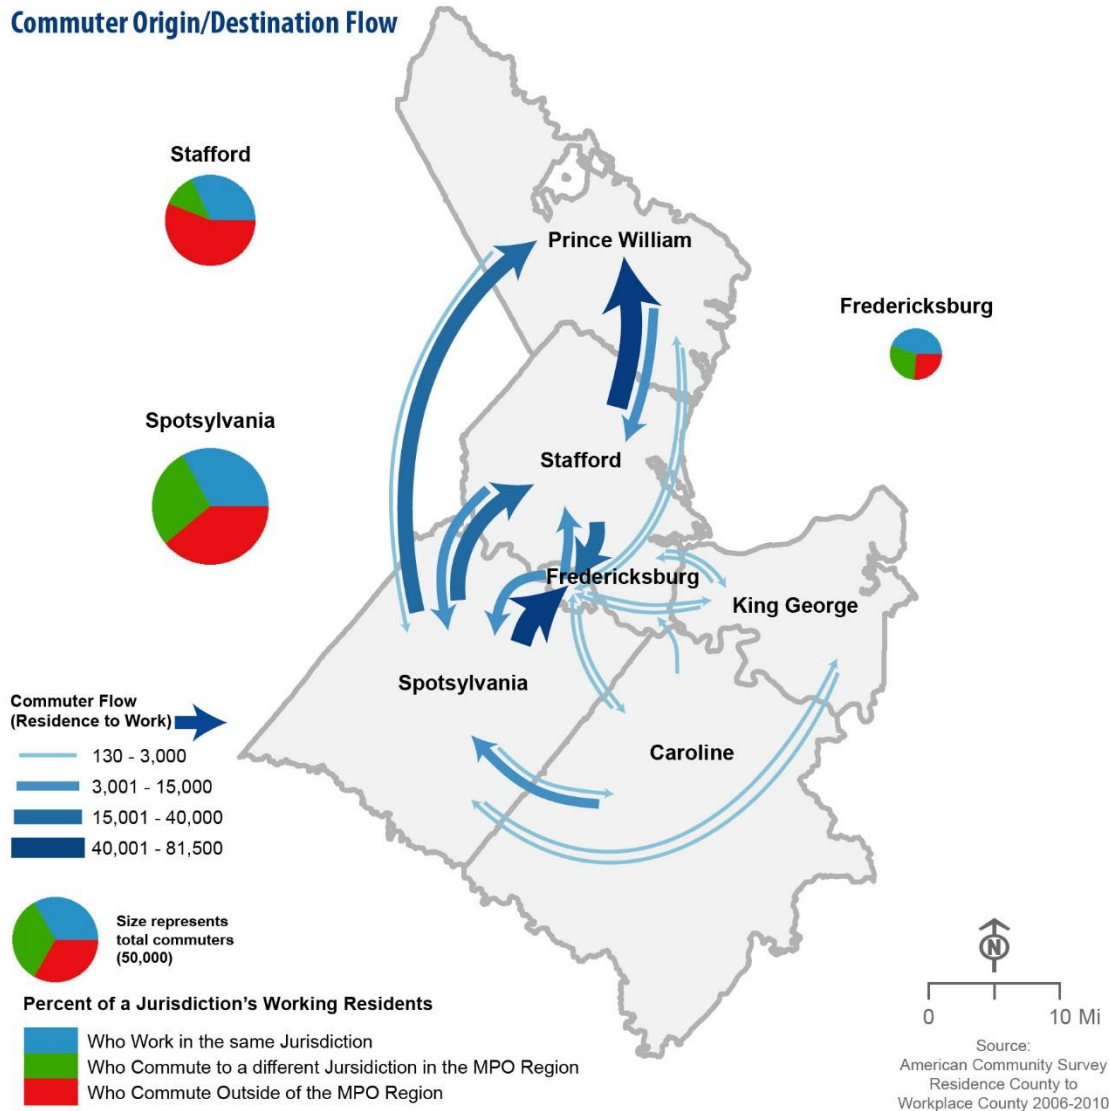 Commuter Origin/Destination Flow
Stafford
Prince William
Fredericksburg
Spotsylvania
Stafford
Fredericksburg
King George
Spotsylvania
Caroline
Commuter Flow
(Residence to Work)
130 - 3,000
3,001 - 15,000
15,001 - 40,000
40,001 - 81,500
Size represents
total commuters
(50,000)
Percent of a Jurisdiction's Working Residents
Who Work in the same Jurisdiction
Who Commute to a different Jursidiction in the MPO Region
Who Commute Outside of the MPO Region
N
0 10 Mi
Source:
American Community Survey
Residence County to
Workplace County 2006-2010